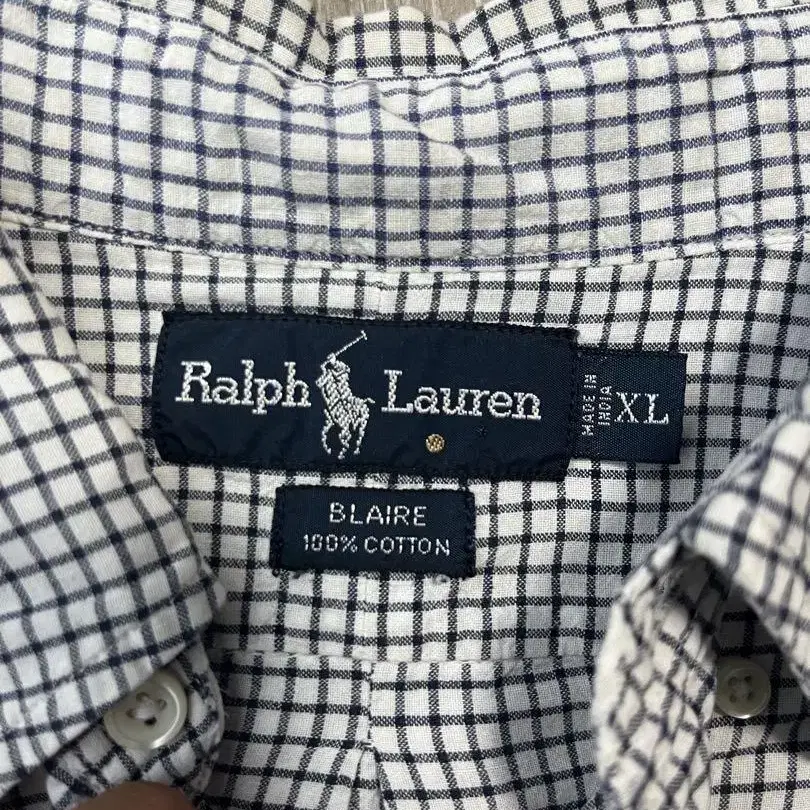 Ralph Lauren
MADE IN
INDIA
XL
BLAIRE
100% COTTON